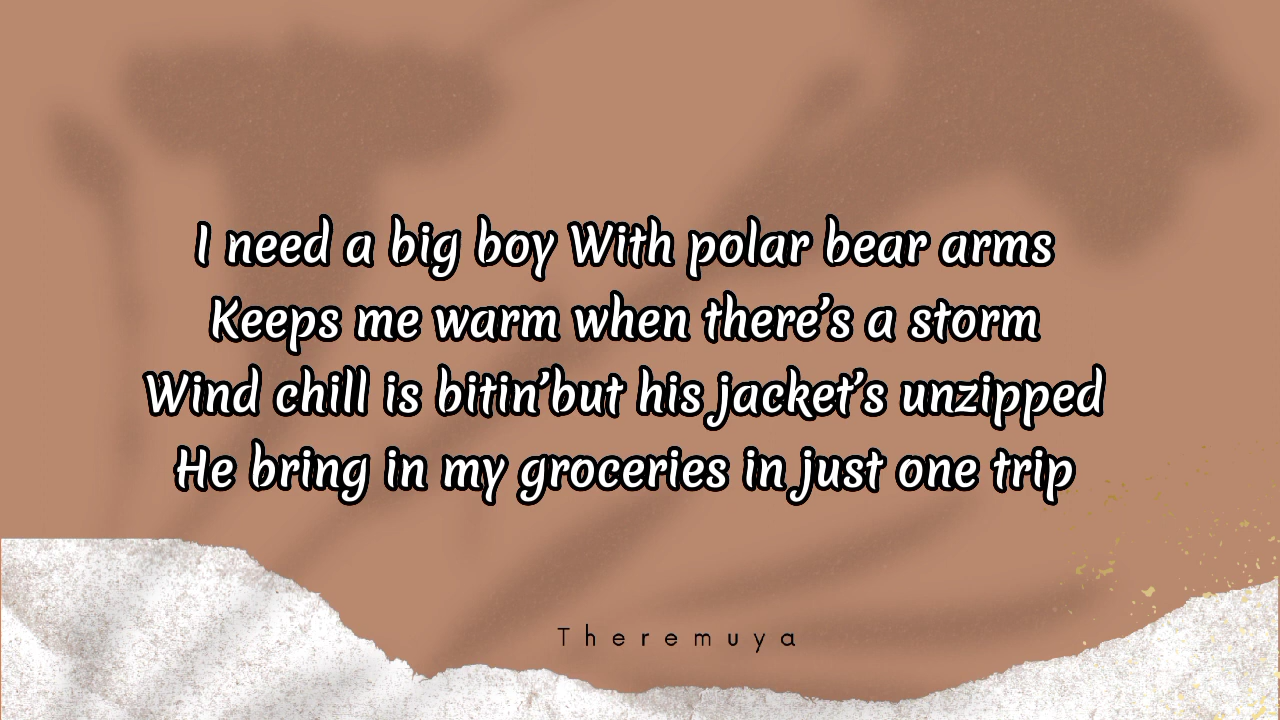 I need a big boy With polar bear arms
Keeps me warm when there’s a storm
Wind chill is bitin’but his jacket’s unzipped
He bring in my groceries in just one trip
Theremuya